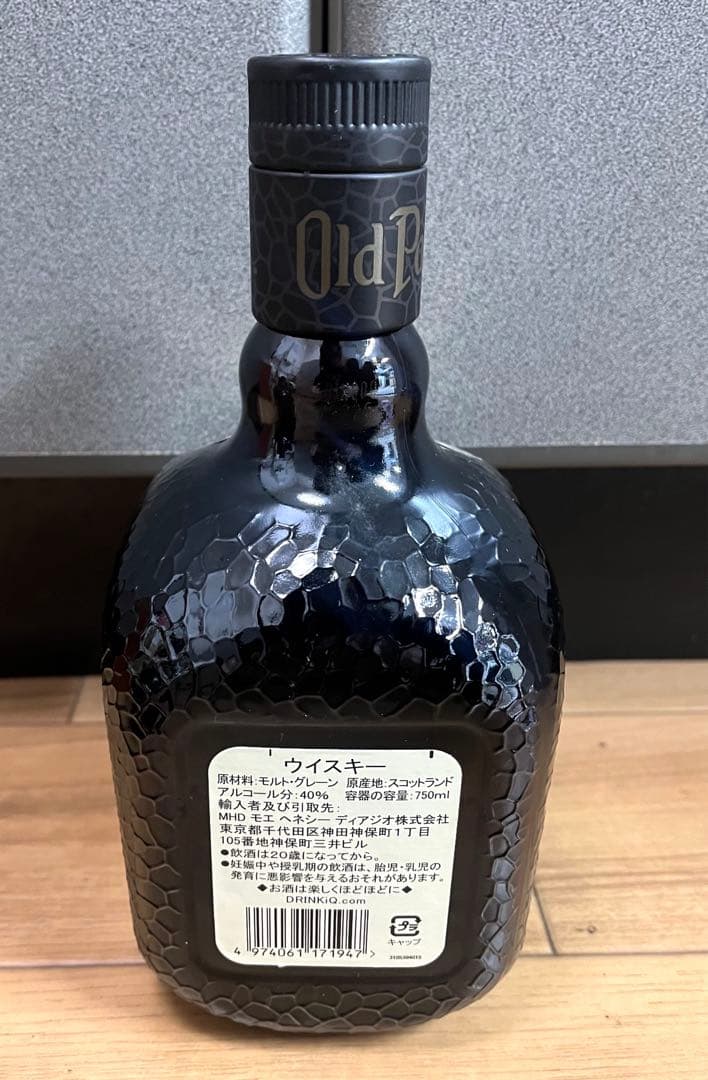 Old Pa
ウイスキー
原材料:モルト・グレーン 原産地:スコットランド
アルコール分:40% 容器の容量:750ml
輸入者及び引取先:
MHD モエ ヘネシー ディアジオ株式会社
東京都千代田区神田神保町1丁目
105番地神保町三井ビル
●飲酒は20歳になってから。
●妊娠中や授乳期の飲酒は、胎児・乳児の
発育に悪影響を与えるおそれがあります。
◆お酒は楽しくほどほどに◆
DRINKiQ.com
4 974061 171947>
プラ
キャップ